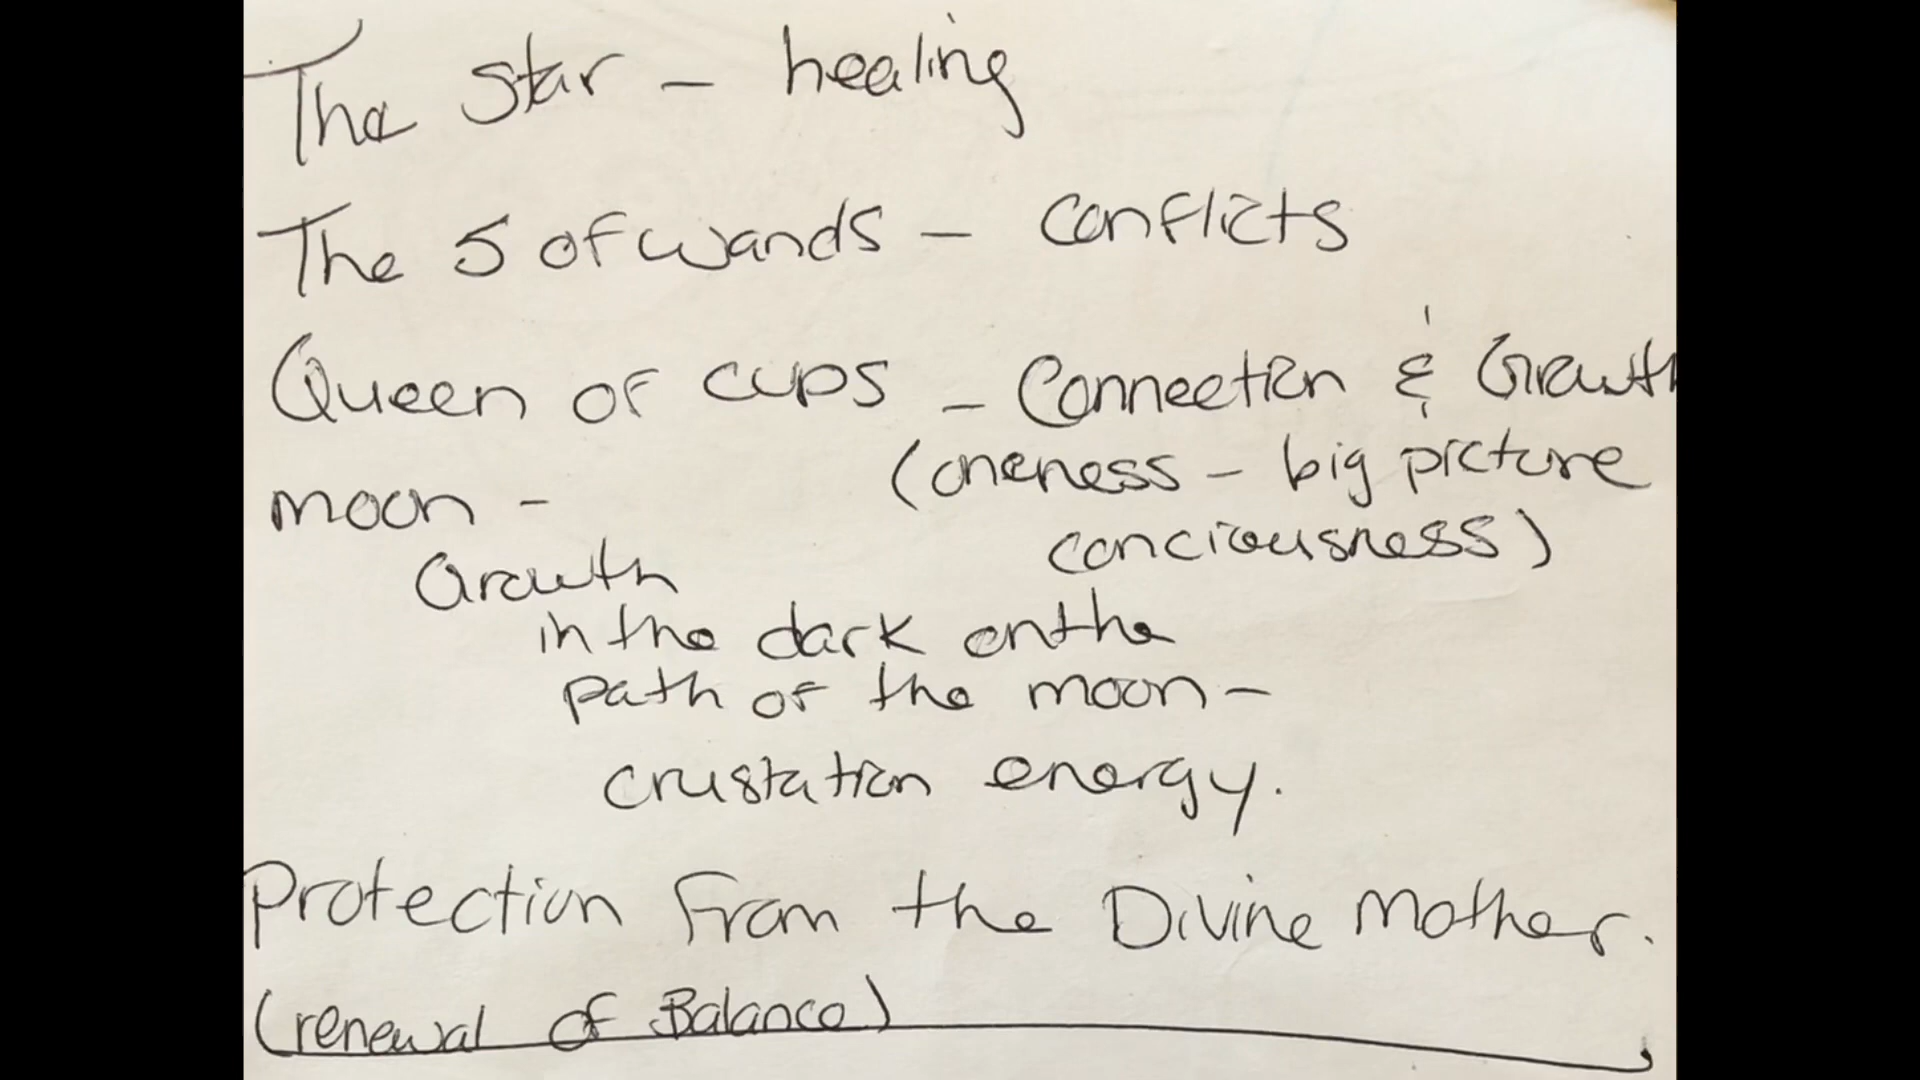 The Star - healing
The 5 of wands - conflicts
Queen of cups - Connection & Growth
(oneness - big picture
moon -
conciousness)
Growth
in the dark on the
path of the moon -
crustation energy.
Protection From the Divine Mother.
(renewal of Balance)